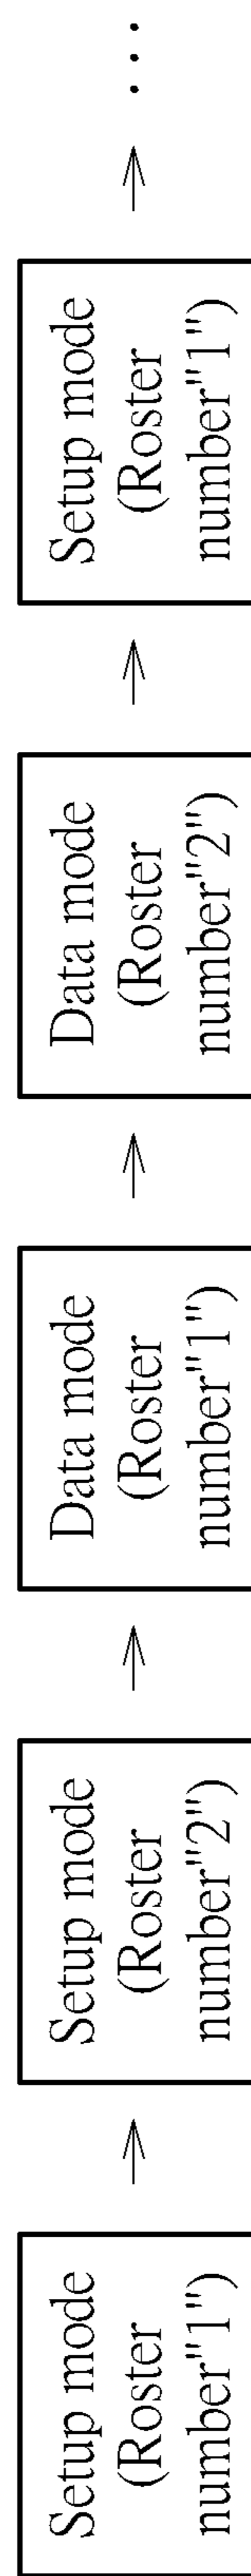 Setup mode
(Roster
number"1")
Setup mode
(Roster
number"2")
Data mode
(Roster
number"1")
Data mode
(Roster
number"2")
Setup mode
(Roster
number"1")
...